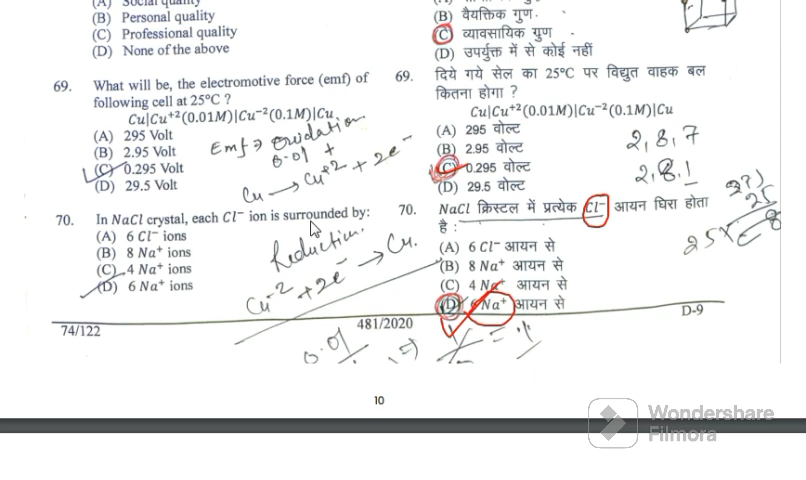 (A) Social quality
(B) Personal quality
(C) Professional quality
(D) None of the above
(B) वैयक्तिक गुण.
(C) व्यावसायिक गुण
(D) उपर्युक्त में से कोई नहीं
69. What will be, the electromotive force (emf) of
following cell at 25°C ?
Cu|Cu⁺²(0.01M)|Cu⁻²(0.1M)|Cu
(A) 295 Volt
(B) 2.95 Volt
(C) 0.295 Volt
(D) 29.5 Volt
Emf → Oxidation
0.01 +
Cu → Cu⁺² + 2e⁻
69. दिये गये सेल का 25°C पर विद्युत वाहक बल
कितना होगा ?
Cu|Cu⁺²(0.01M)|Cu⁻²(0.1M)|Cu
(A) 295 वोल्ट
(B) 2.95 वोल्ट
(C) 0.295 वोल्ट
(D) 29.5 वोल्ट
2,8,7
2,8.1
25
25
70. In NaCl crystal, each Cl⁻ ion is surrounded by:
(A) 6 Cl⁻ ions
(B) 8 Na⁺ ions
(C) 4 Na⁺ ions
(D) 6 Na⁺ ions
Reduction.
Cu⁻² + 2e⁻ → Cu.
70. NaCl क्रिस्टल में प्रत्येक Cl⁻ आयन घिरा होता
है :
(A) 6 Cl⁻ आयन से
(B) 8 Na⁺ आयन से
(C) 4 Na⁺ आयन से
(D) 6 Na⁺ आयन से
74/122
481/2020
D-9
0.01
10
Wondershare
Filmora